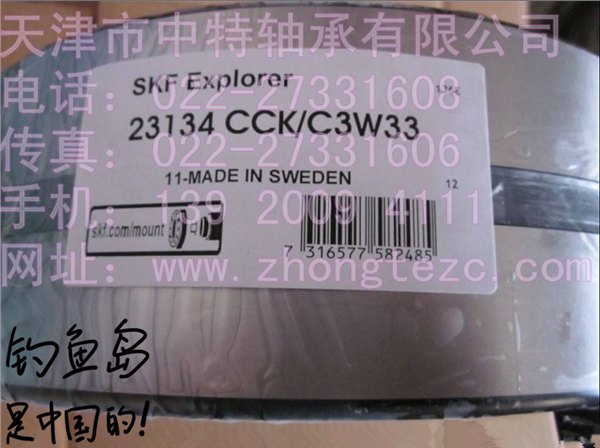 天津市中特轴承有限公司
SKF Explorer
电话：022-27331608
23134 CCK/C3W33
传真：022-27331606
11-MADE IN SWEDEN
12
手机：139 2009 4111
skf.com/mount
7 316577 582485
网址：www.zhongtezc.com
钓鱼岛
是中国的！